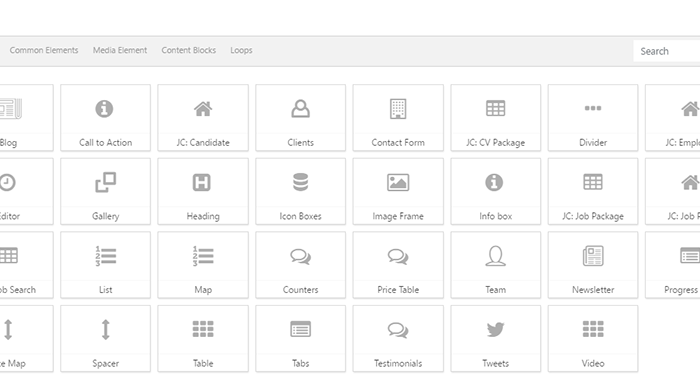 Common Elements Media Element Content Blocks Loops Search
Blog Call to Action JC: Candidate Clients Contact Form JC: CV Package Divider JC: Emplo
Editor Gallery Heading Icon Boxes Image Frame Info box JC: Job Package JC: Job P
ob Search List Map Counters Price Table Team Newsletter Progress
e Map Spacer Table Tabs Testimonials Tweets Video